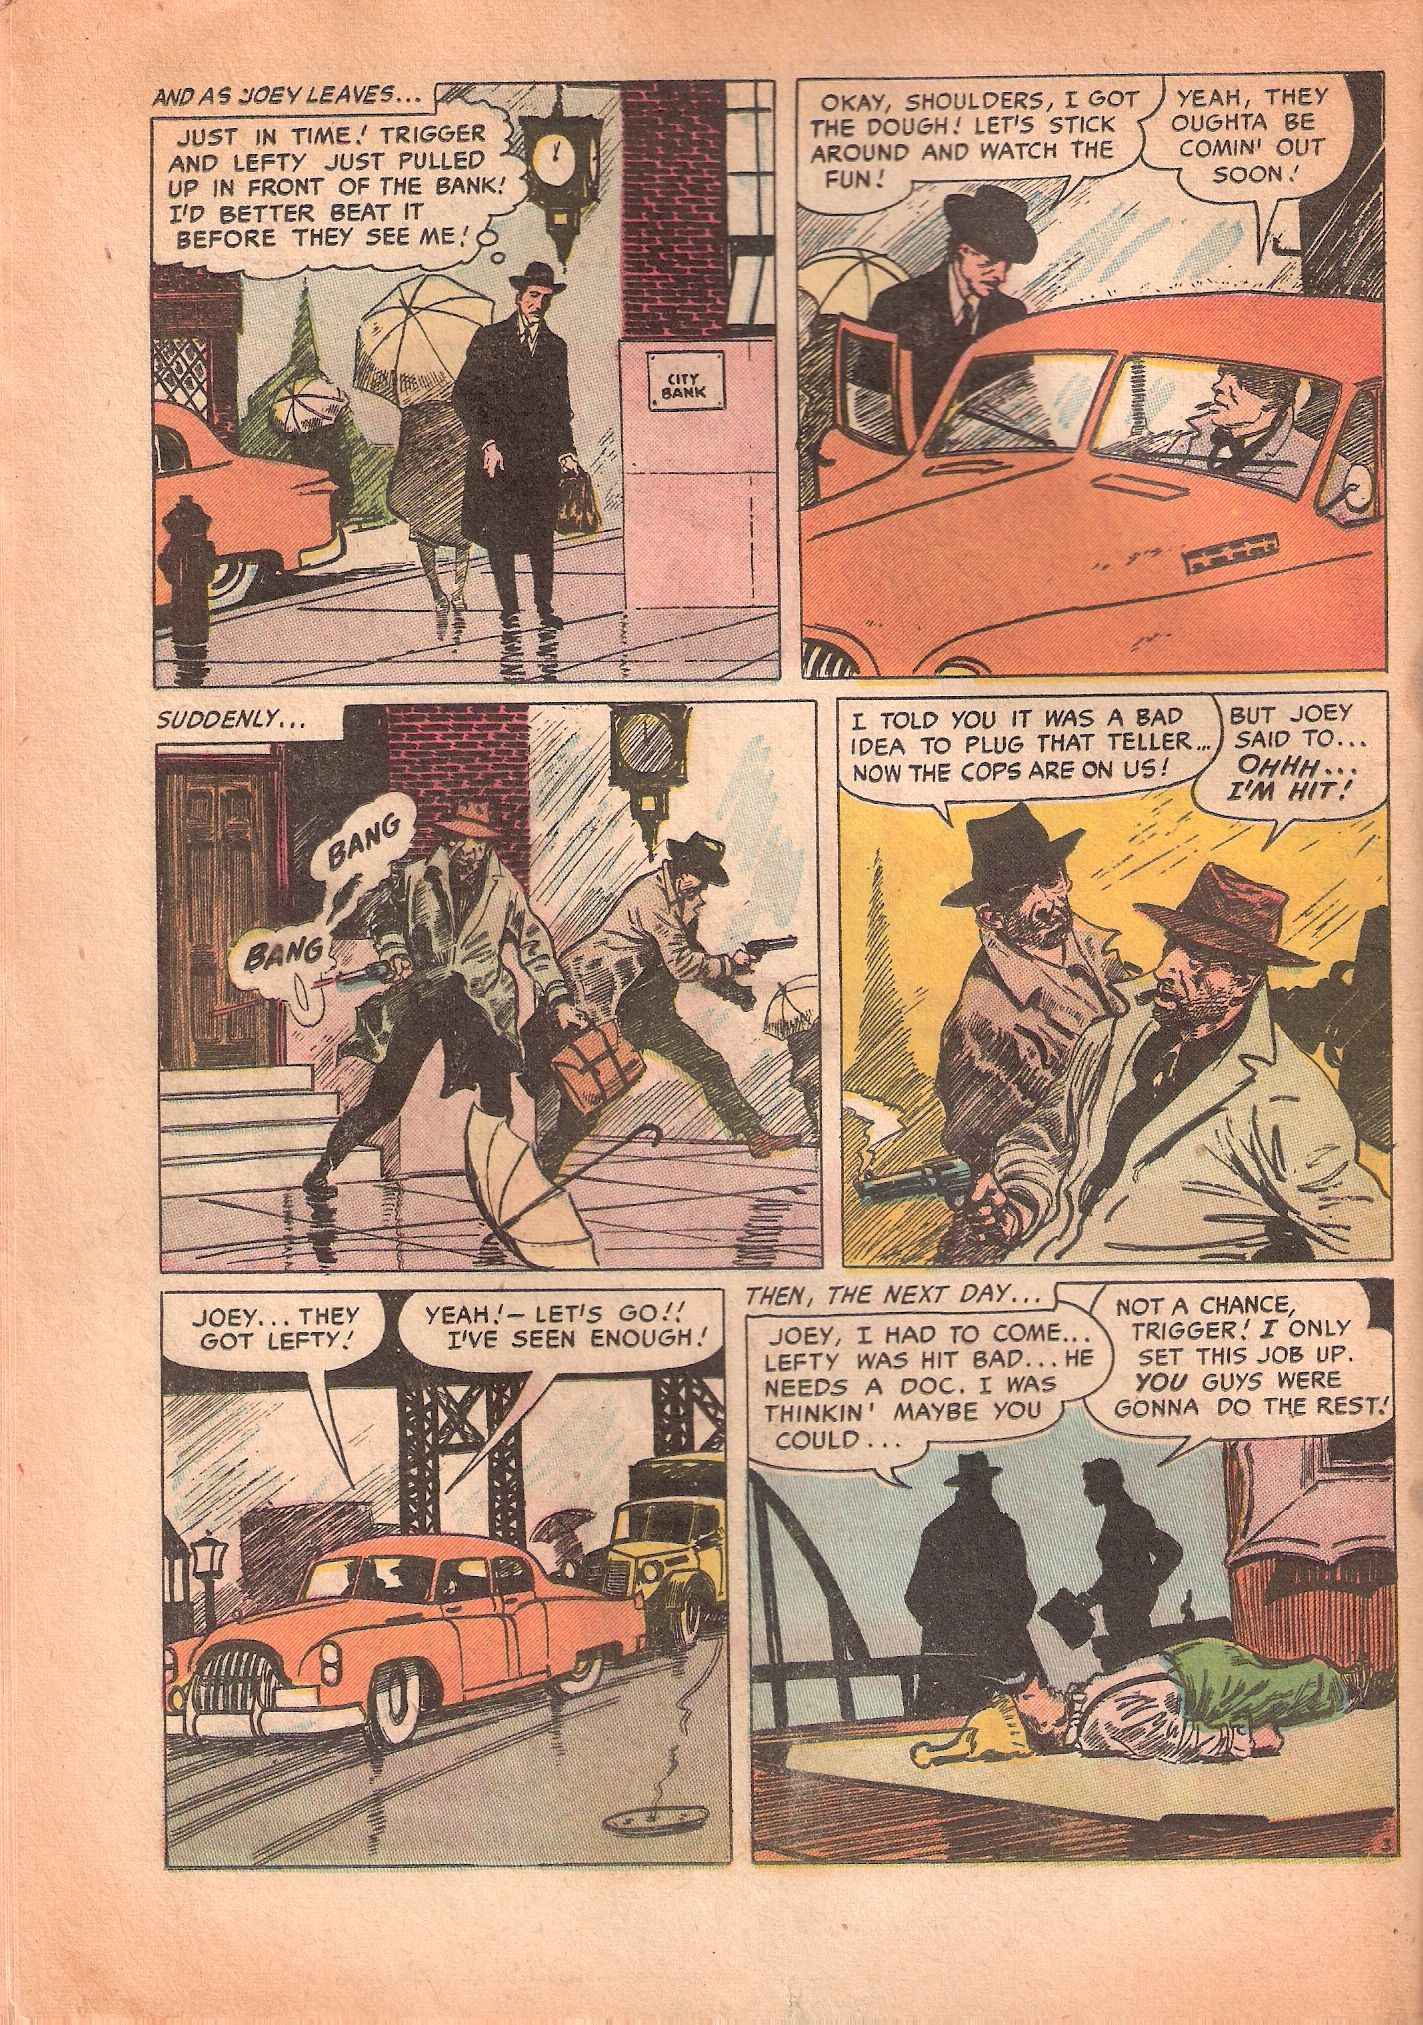 AND AS JOEY LEAVES...
JUST IN TIME! TRIGGER
AND LEFTY JUST PULLED
UP IN FRONT OF THE BANK!
I'D BETTER BEAT IT
BEFORE THEY SEE ME!
CITY
BANK
OKAY, SHOULDERS, I GOT
THE DOUGH! LET'S STICK
AROUND AND WATCH THE
FUN!
YEAH, THEY
OUGHTA BE
COMIN' OUT
SOON!
SUDDENLY...
BANG
BANG
I TOLD YOU IT WAS A BAD
IDEA TO PLUG THAT TELLER...
NOW THE COPS ARE ON US!
BUT JOEY
SAID TO...
OHHH...
I'M HIT!
JOEY... THEY
GOT LEFTY!
YEAH!- LET'S GO!!
I'VE SEEN ENOUGH!
THEN, THE NEXT DAY...
JOEY, I HAD TO COME...
LEFTY WAS HIT BAD... HE
NEEDS A DOC. I WAS
THINKIN' MAYBE YOU
COULD...
NOT A CHANCE,
TRIGGER! I ONLY
SET THIS JOB UP.
YOU GUYS WERE
GONNA DO THE REST!
3